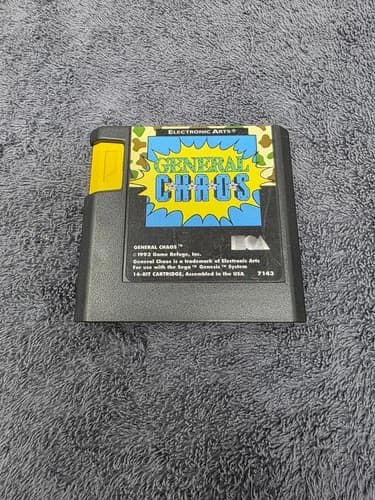 ELECTRONIC ARTS®
GENERAL
CHAOS
GENERAL CHAOS™
©1993 Game Refuge, Inc.
General Chaos is a trademark of Electronic Arts
For use with the Sega™ Genesis™ System
16-BIT CARTRIDGE, Assembled in the USA 7143